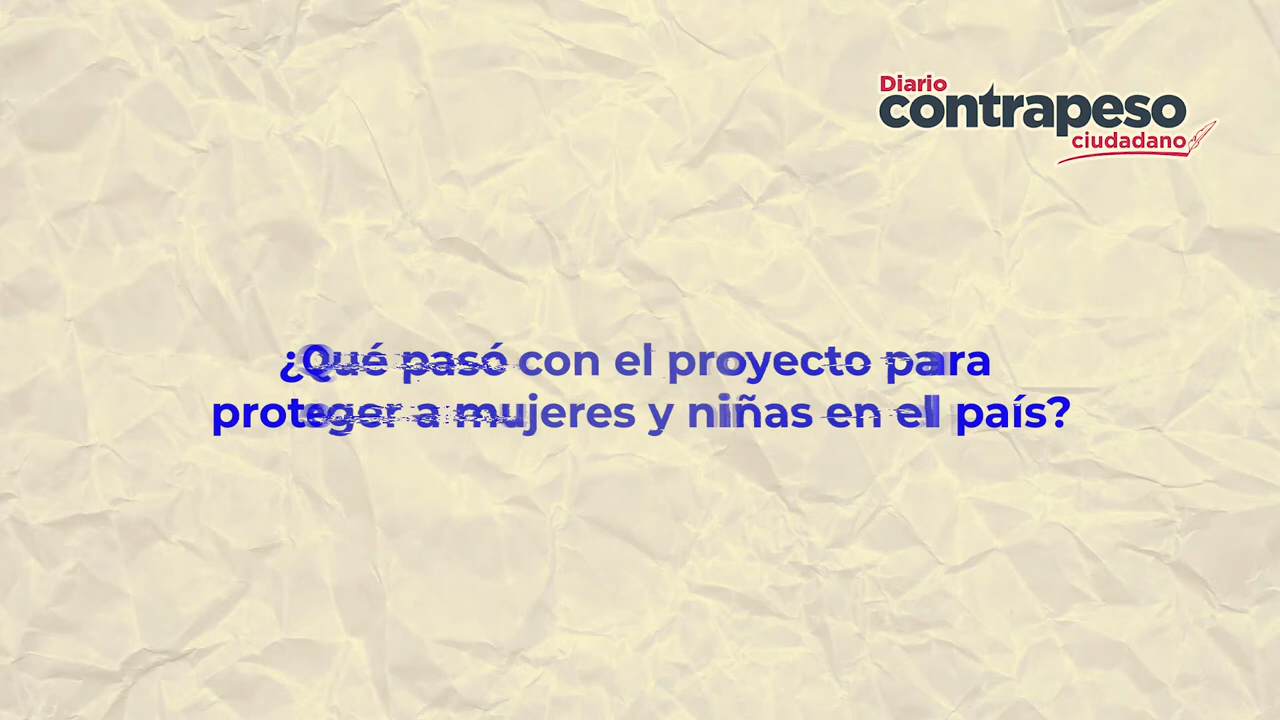 Diario
contrapeso
ciudadano
¿Qué pasó con el proyecto para
proteger a mujeres y niñas en el país?